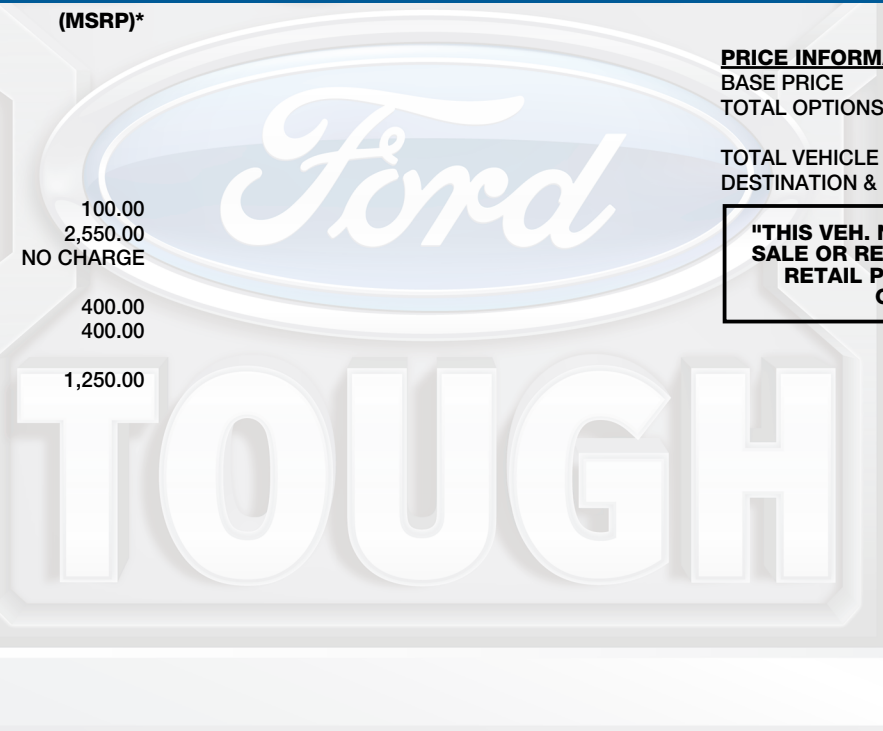 (MSRP)*
100.00
2,550.00
NO CHARGE
400.00
400.00
1,250.00
PRICE INFORM
BASE PRICE
TOTAL OPTIONS
TOTAL VEHICLE
DESTINATION &
"THIS VEH.
SALE OR RE
RETAIL P
Ford
TOUGH